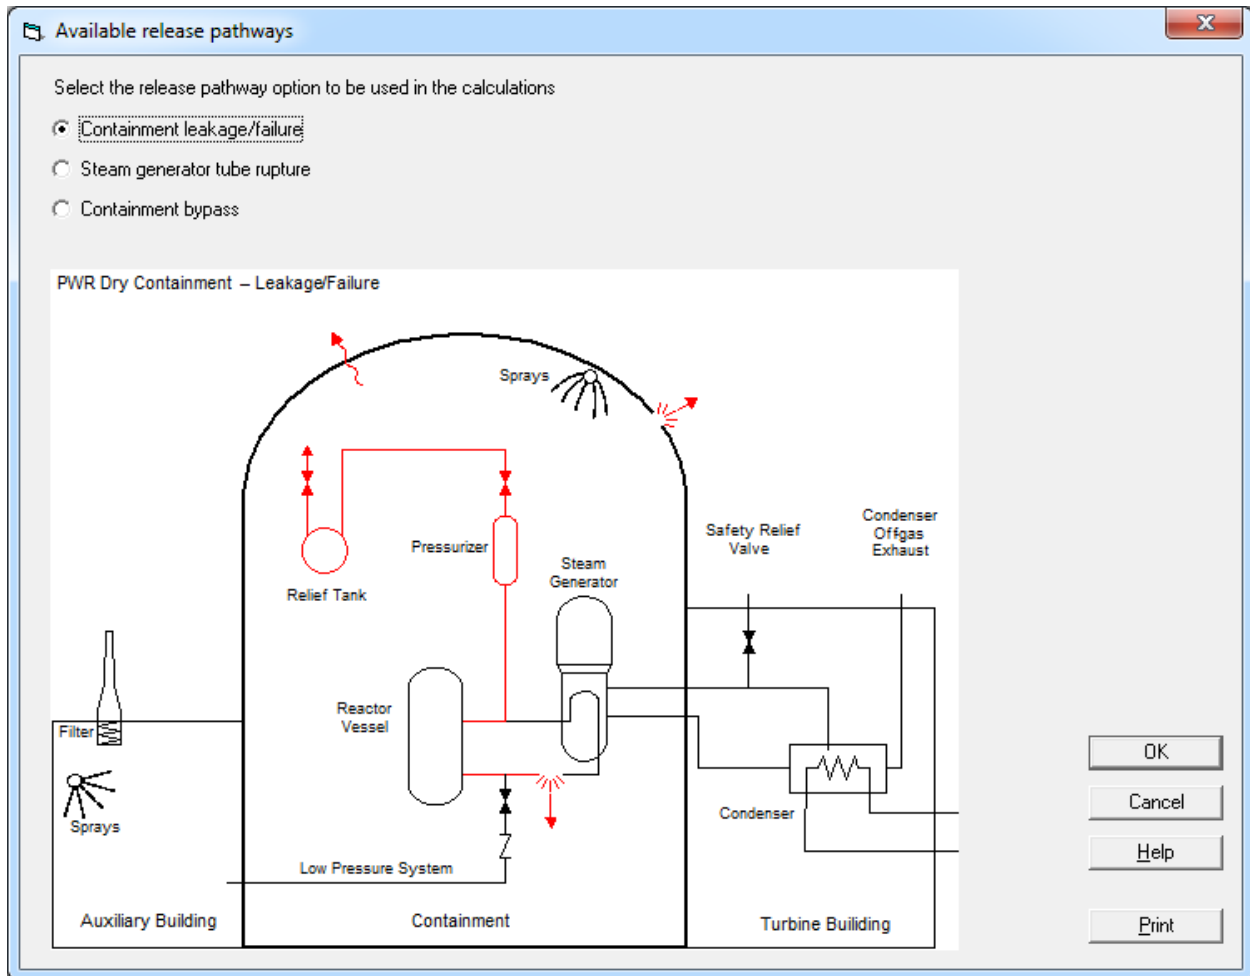 Available release pathways
Select the release pathway option to be used in the calculations
Containment leakage/failure
Steam generator tube rupture
Containment bypass
PWR Dry Containment – Leakage/Failure
Sprays
Safety Relief
Valve
Condenser
Offgas
Exhaust
Pressurizer
Steam
Generator
Relief Tank
Reactor
Vessel
Filter
Sprays
Condenser
Low Pressure System
Auxiliary Building
Containment
Turbine Builiding
OK
Cancel
Help
Print